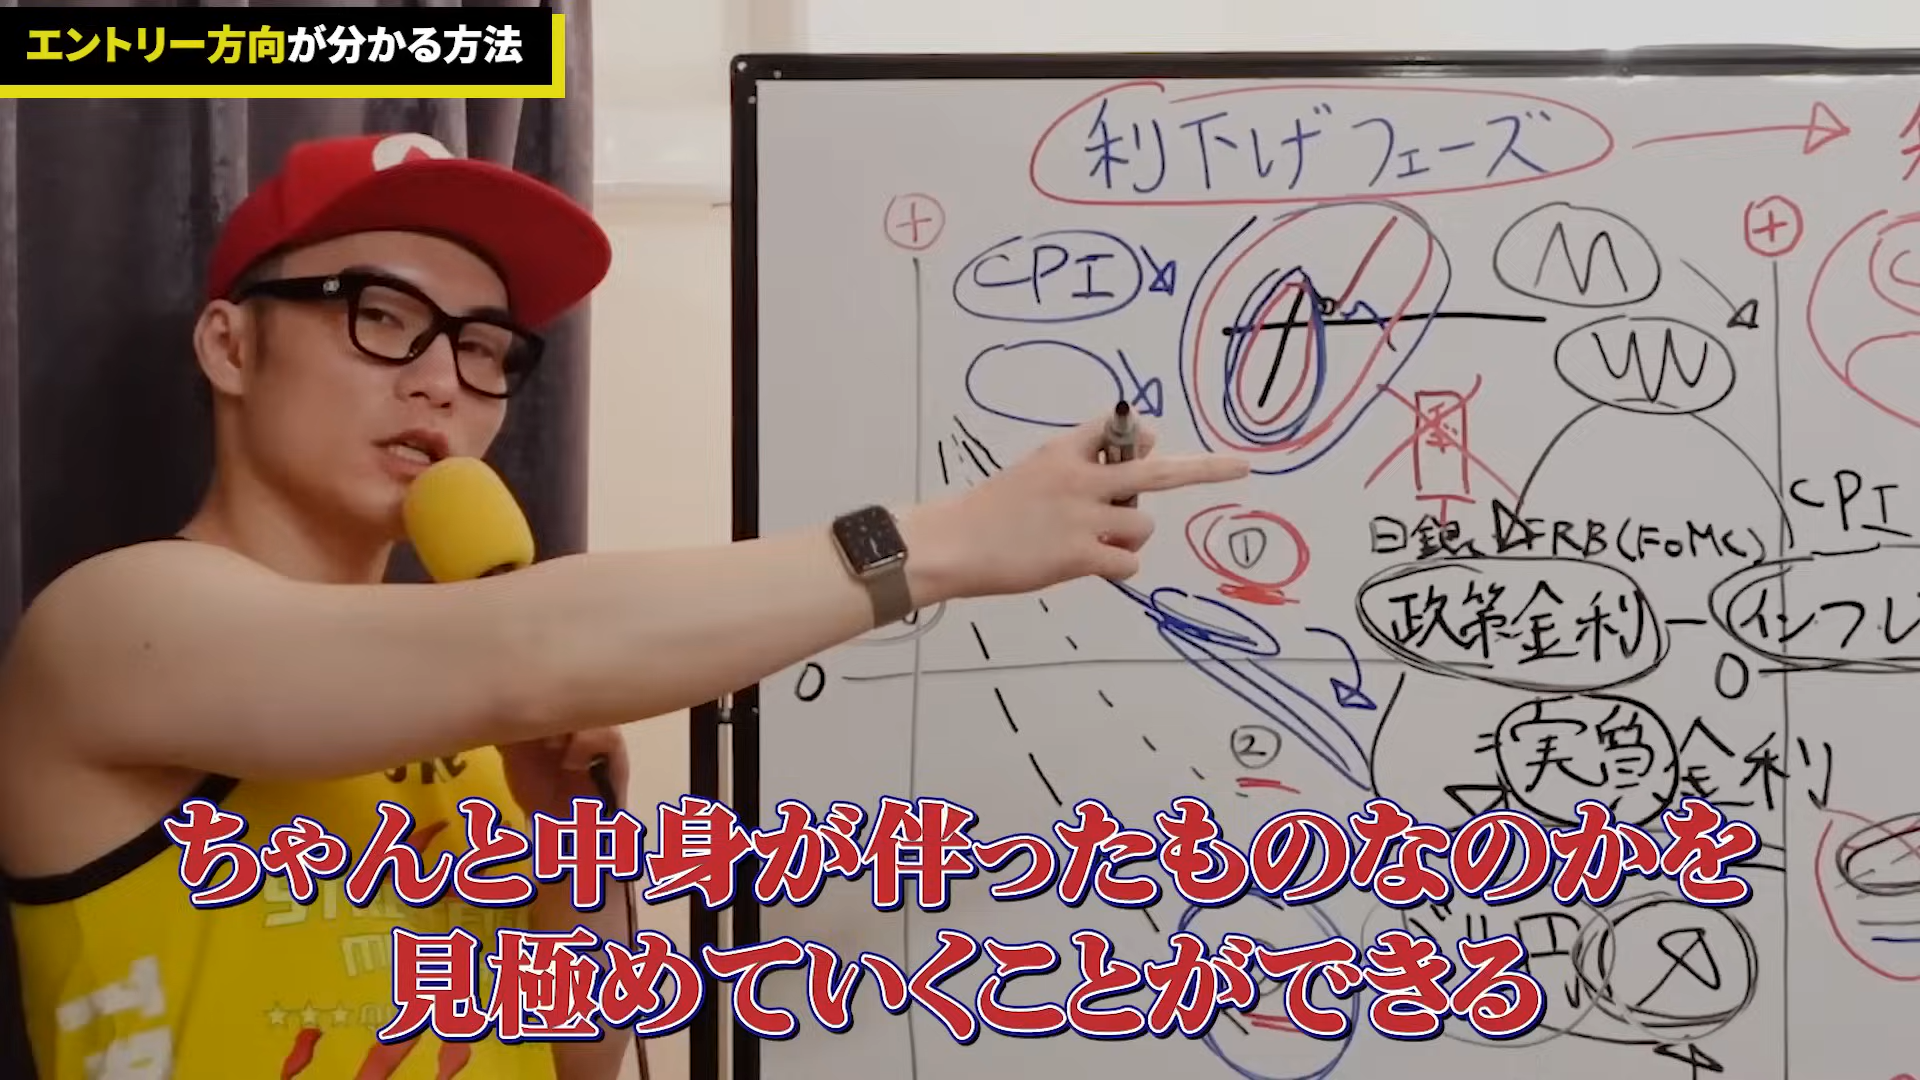 エントリー方向が分かる方法
利下げフェーズ
+
+
CPI
M
日銀 FRB(FOMC)
CPI
①
政策金利 - インフレ
0
0
②
=実質金利
ちゃんと中身が伴ったものなのかを
見極めていくことができる